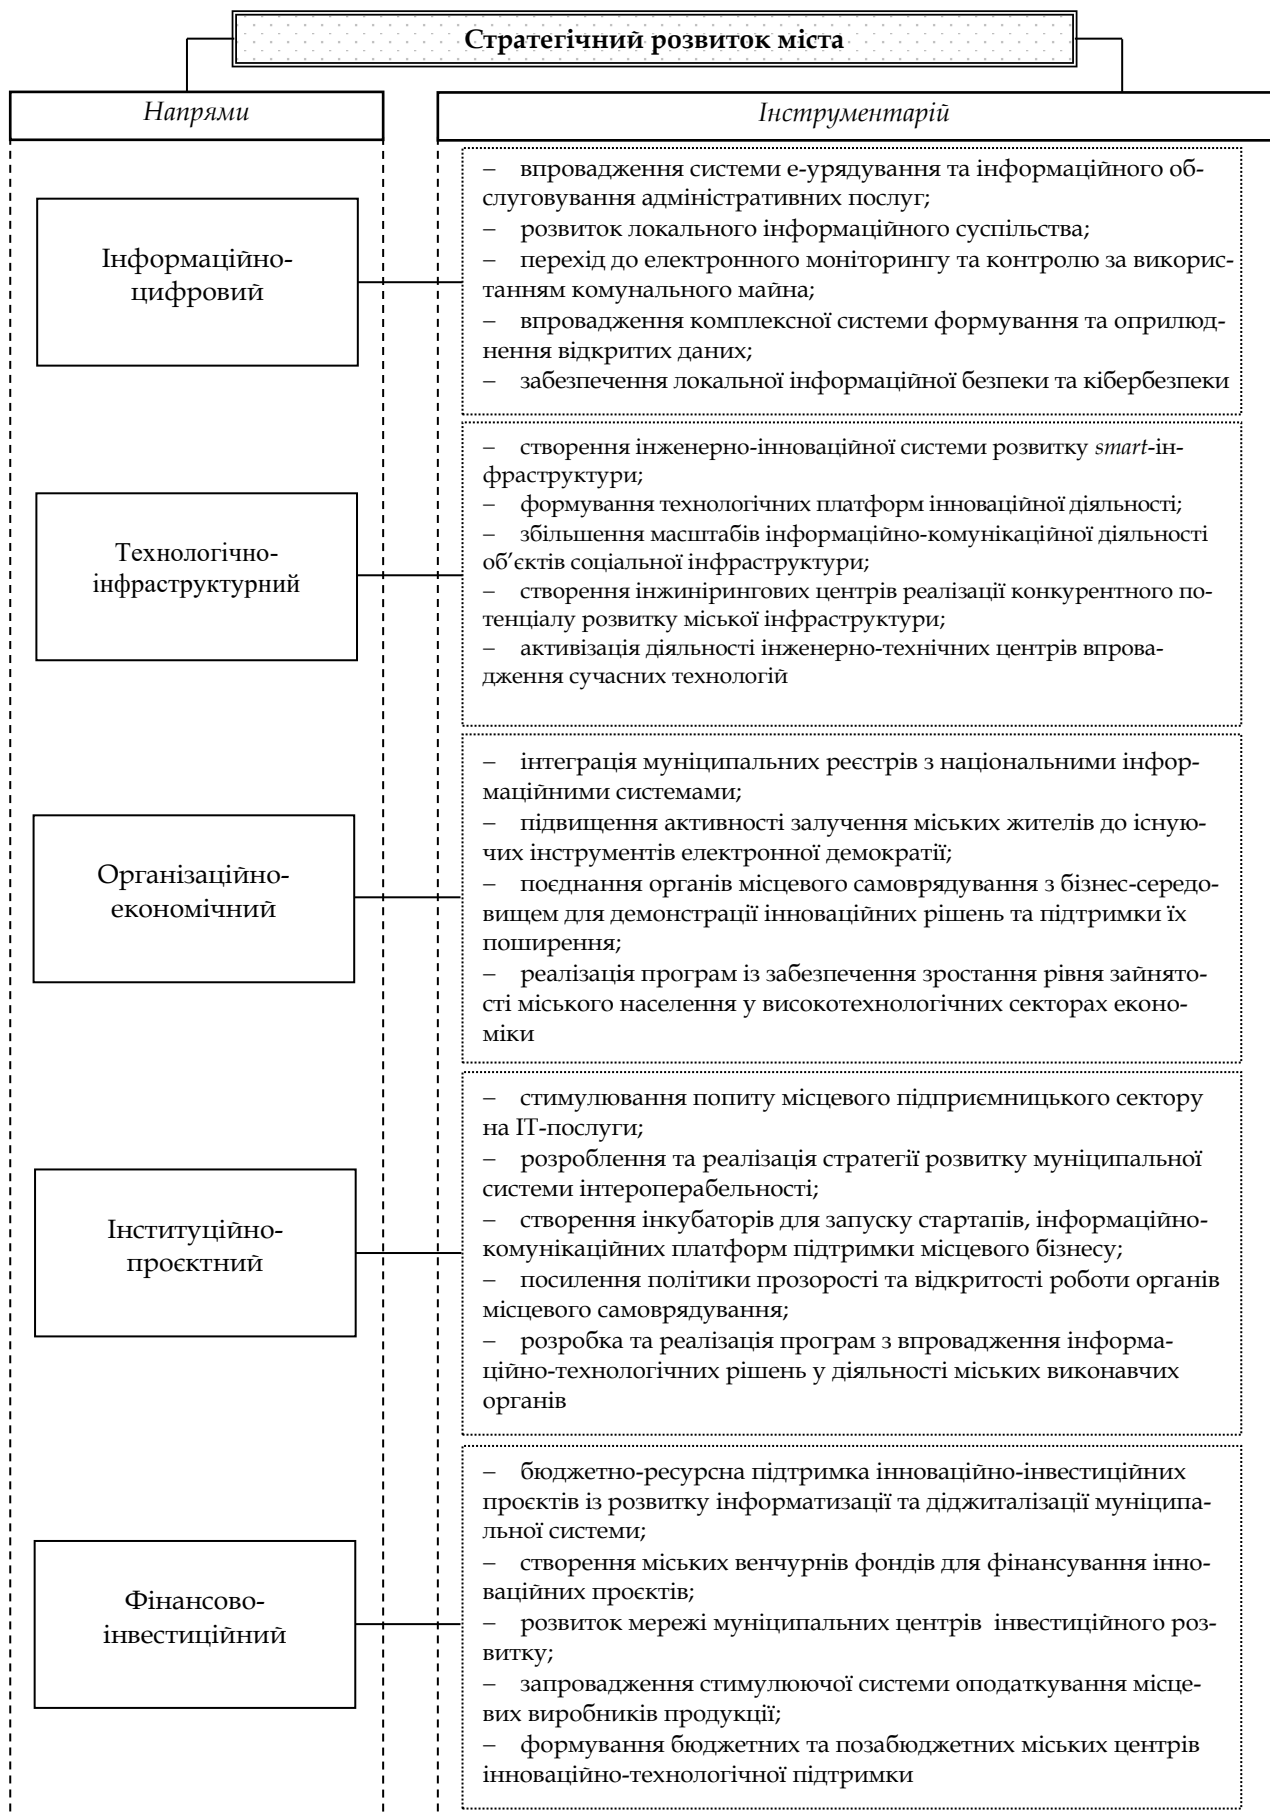 Стратегічний розвиток міста
Напрями
Інструментарій
Інформаційно-
цифровий
– впровадження системи е-урядування та інформаційного об-
слуговування адміністративних послуг;
– розвиток локального інформаційного суспільства;
– перехід до електронного моніторингу та контролю за викорис-
танням комунального майна;
– впровадження комплексної системи формування та оприлюд-
нення відкритих даних;
– забезпечення локальної інформаційної безпеки та кібербезпеки
Технологічно-
інфраструктурний
– створення інженерно-інноваційної системи розвитку smart-ін-
фраструктури;
– формування технологічних платформ інноваційної діяльності;
– збільшення масштабів інформаційно-комунікаційної діяльності
об’єктів соціальної інфраструктури;
– створення інжинірингових центрів реалізації конкурентного по-
тенціалу розвитку міської інфраструктури;
– активізація діяльності інженерно-технічних центрів впрова-
дження сучасних технологій
Організаційно-
економічний
– інтеграція муніципальних реєстрів з національними інфор-
маційними системами;
– підвищення активності залучення міських жителів до існую-
чих інструментів електронної демократії;
– поєднання органів місцевого самоврядування з бізнес-середо-
вищем для демонстрації інноваційних рішень та підтримки їх
поширення;
– реалізація програм із забезпечення зростання рівня зайнято-
сті міського населення у високотехнологічних секторах еконо-
міки
Інституційно-
проєктний
– стимулювання попиту місцевого підприємницького сектору
на ІТ-послуги;
– розроблення та реалізація стратегії розвитку муніципальної
системи інтероперабельності;
– створення інкубаторів для запуску стартапів, інформаційно-
комунікаційних платформ підтримки місцевого бізнесу;
– посилення політики прозорості та відкритості роботи органів
місцевого самоврядування;
– розробка та реалізація програм з впровадження інформа-
ційно-технологічних рішень у діяльності міських виконавчих
органів
Фінансово-
інвестиційний
– бюджетно-ресурсна підтримка інноваційно-інвестиційних
проєктів із розвитку інформатизації та діджиталізації муніципа-
льної системи;
– створення міських венчурнів фондів для фінансування інно-
ваційних проєктів;
– розвиток мережі муніципальних центрів інвестиційного роз-
витку;
– запровадження стимулюючої системи оподаткування місце-
вих виробників продукції;
– формування бюджетних та позабюджетних міських центрів
інноваційно-технологічної підтримки